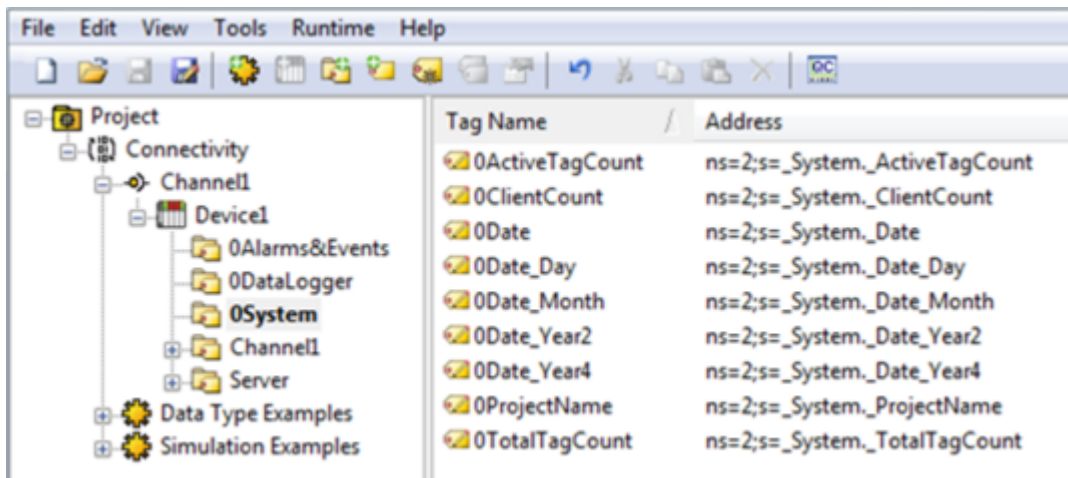 File Edit View Tools Runtime Help
QC
Project
Connectivity
Channel1
Device1
0Alarms&Events
0DataLogger
0System
Channel1
Server
Data Type Examples
Simulation Examples
Tag Name / Address
0ActiveTagCount ns=2;s=_System._ActiveTagCount
0ClientCount ns=2;s=_System._ClientCount
0Date ns=2;s=_System._Date
0Date_Day ns=2;s=_System._Date_Day
0Date_Month ns=2;s=_System._Date_Month
0Date_Year2 ns=2;s=_System._Date_Year2
0Date_Year4 ns=2;s=_System._Date_Year4
0ProjectName ns=2;s=_System._ProjectName
0TotalTagCount ns=2;s=_System._TotalTagCount